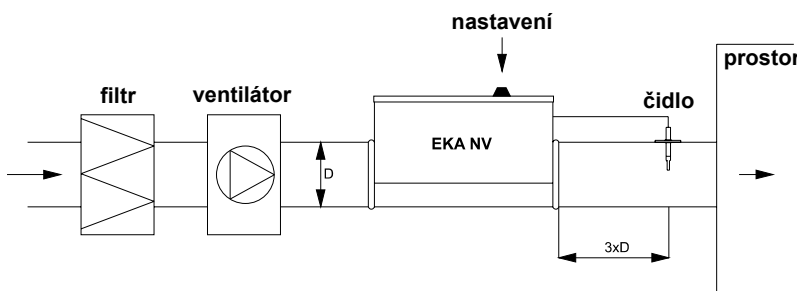 nastavení
prostor
filtr
ventilátor
čidlo
EKA NV
D
3xD